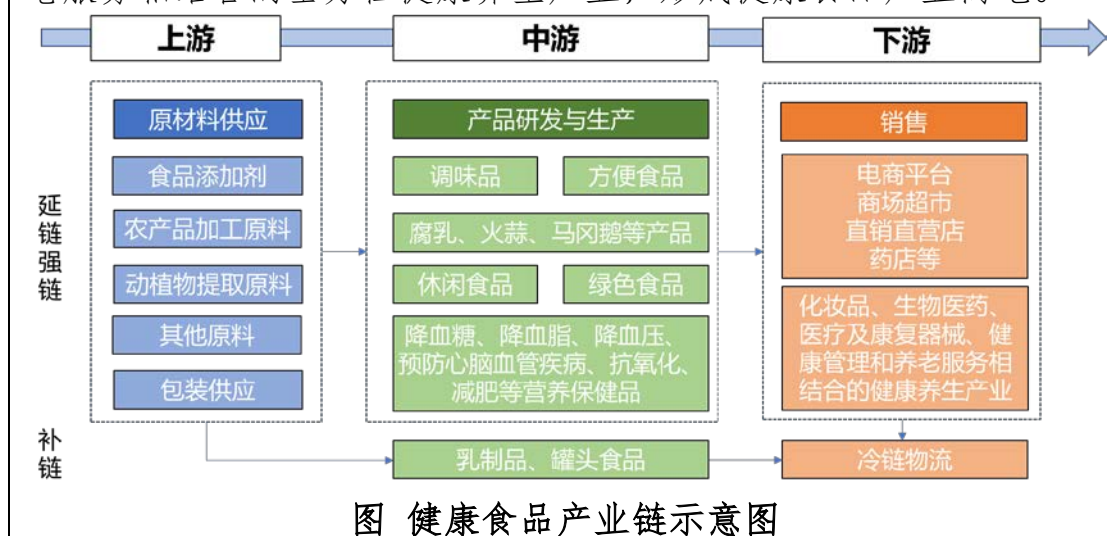 上游 中游 下游
延链强链
原材料供应
食品添加剂
农产品加工原料
动植物提取原料
其他原料
包装供应
产品研发与生产
调味品 方便食品
腐乳、火蒜、马冈鹅等产品
休闲食品 绿色食品
降血糖、降血脂、降血压、
预防心脑血管疾病、抗氧化、
减肥等营养保健品
销售
电商平台
商场超市
直销直营店
药店等
化妆品、生物医药、
医疗及康复器械、健
康管理和养老服务相
结合的健康养生产业
补链
乳制品、罐头食品
冷链物流
图 健康食品产业链示意图